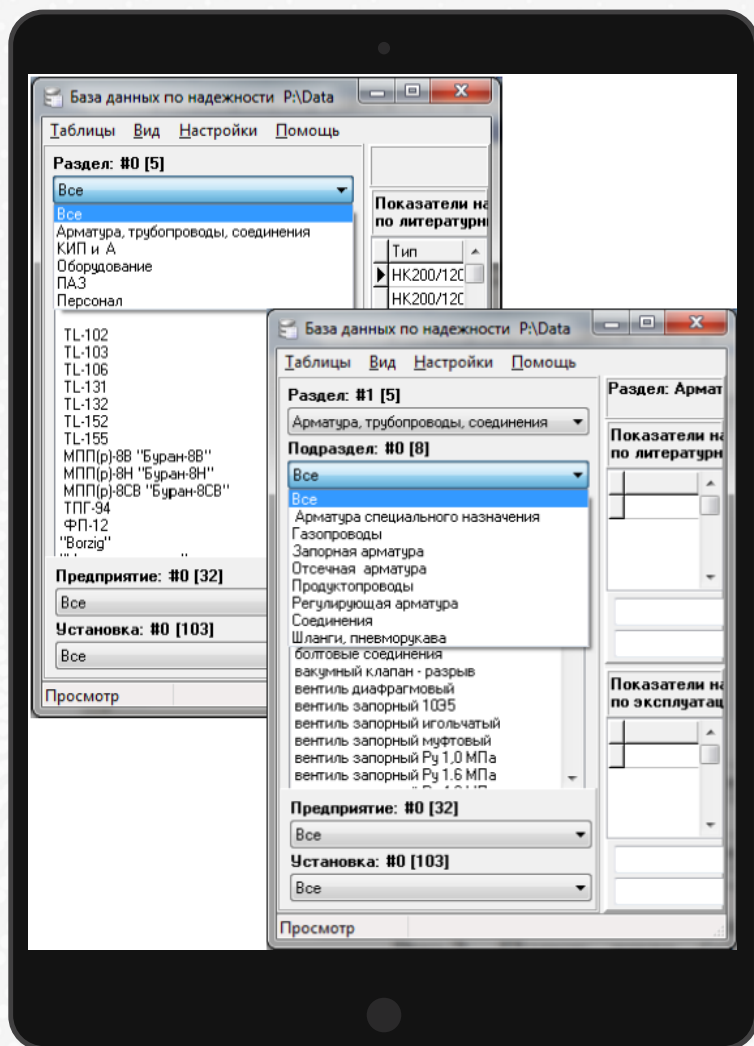 База данных по надежности P:\Data
Таблицы Вид Настройки Помощь
Раздел: #0 [5]
Все
Все
Арматура, трубопроводы, соединения
КИП и А
Оборудование
ПАЗ
Персонал
TL-102
TL-103
TL-106
TL-131
TL-132
TL-152
TL-155
МПП(р)-8В "Буран-8В"
МПП(р)-8Н "Буран-8Н"
МПП(р)-8СВ "Буран-8СВ"
ТПГ-94
ФП-12
"Borzig"
Предприятие: #0 [32]
Все
Установка: #0 [103]
Все
Просмотр
Показатели на
по литературн
Тип
НК200/120
НК200/120
База данных по надежности P:\Data
Таблицы Вид Настройки Помощь
Раздел: #1 [5]
Арматура, трубопроводы, соединения
Подраздел: #0 [8]
Все
Все
Арматура специального назначения
Газопроводы
Запорная арматура
Отсечная арматура
Продуктопроводы
Регулирующая арматура
Соединения
Шланги, пневморукава
болтовые соединения
вакумный клапан - разрыв
вентиль диафрагмовый
вентиль запорный 1035
вентиль запорный игольчатый
вентиль запорный муфтовый
вентиль запорный Ру 1,0 МПа
вентиль запорный Ру 1.6 МПа
Предприятие: #0 [32]
Все
Установка: #0 [103]
Все
Просмотр
Раздел: Армат
Показатели на
по литературн
Показатели на
по эксплуатац